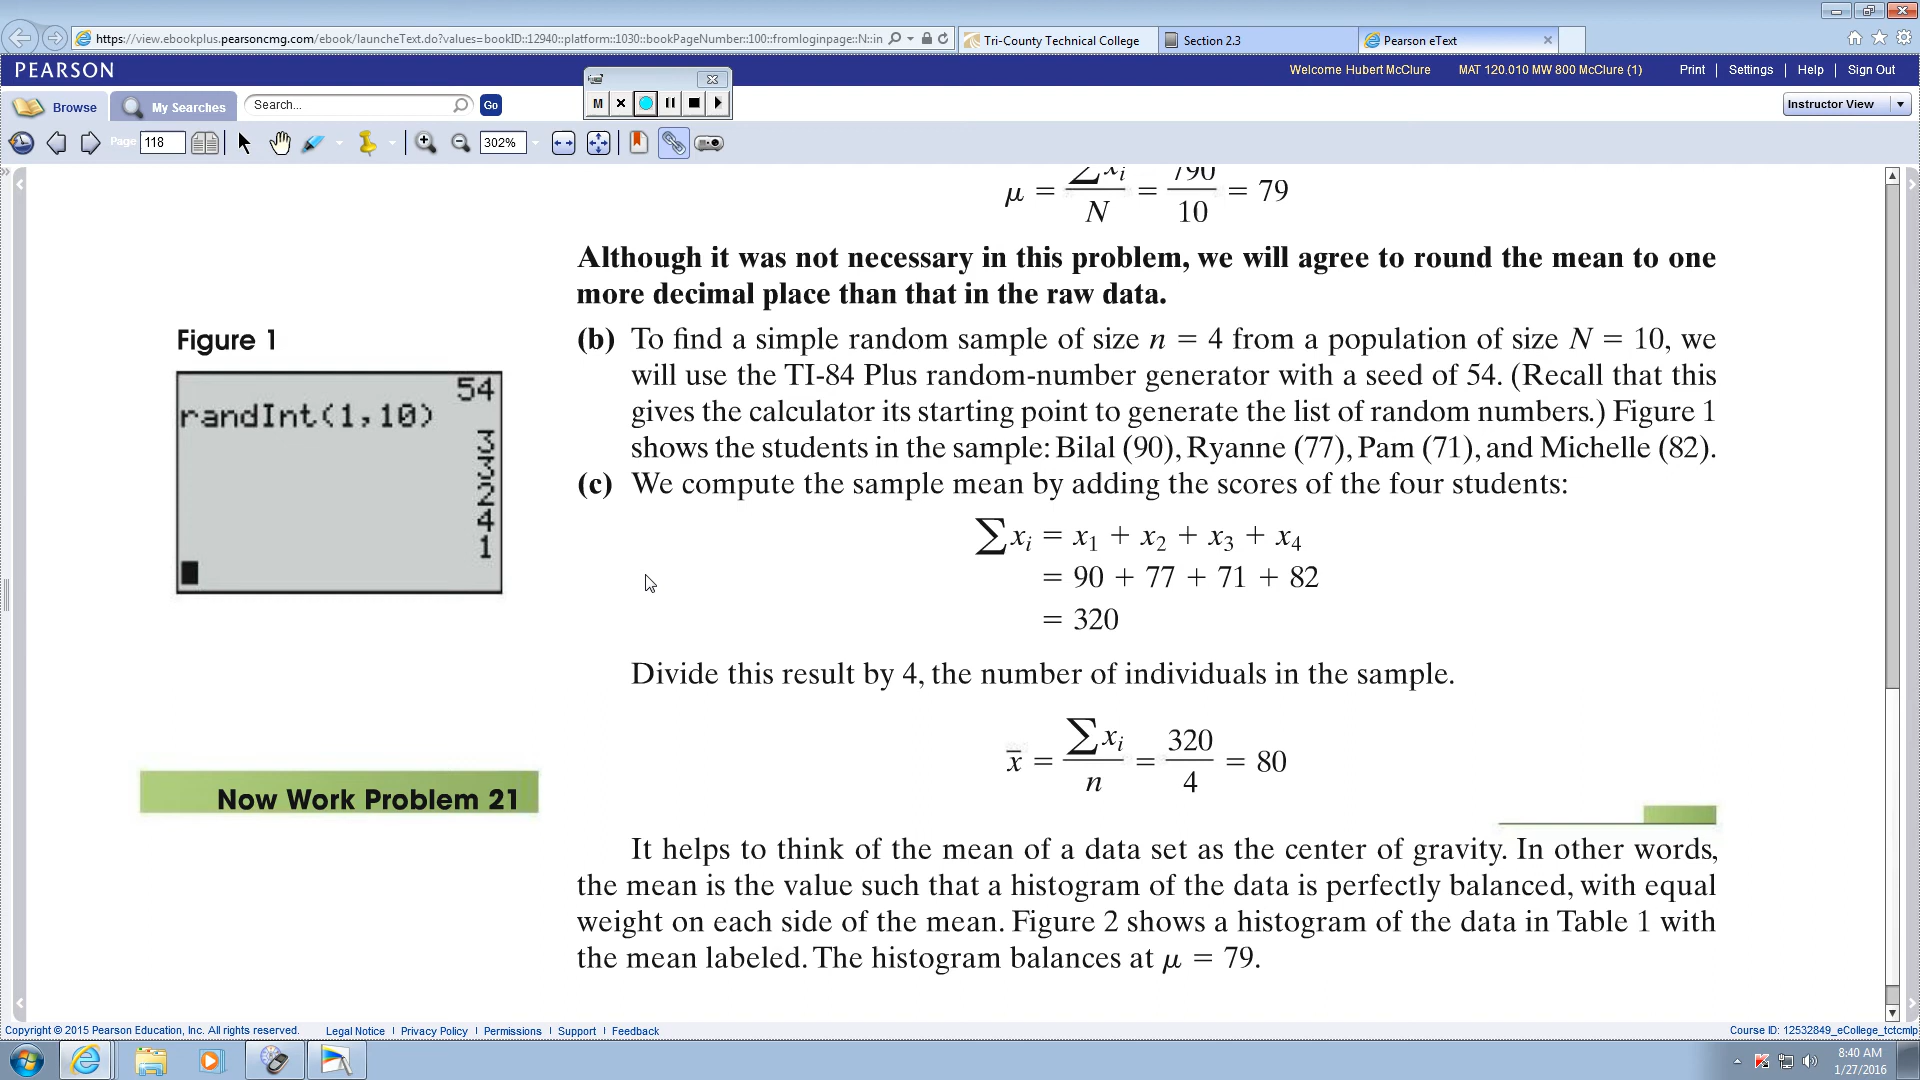 https://view.ebookplus.pearsoncmg.com/ebook/launcheText.do?values=bookID::12940::platform::1030::bookPageNumber::100::fromloginpage::N::in
Tri-County Technical College
Section 2.3
Pearson eText
PEARSON
Welcome Hubert McClure
MAT 120.010 MW 800 McClure (1)
Print | Settings | Help | Sign Out
Browse
My Searches
Search...
Go
M
Instructor View
Page
118
302%
μ = ∑xᵢ/N = 790/10 = 79
Although it was not necessary in this problem, we will agree to round the mean to one
more decimal place than that in the raw data.
Figure 1
54
randInt(1,10)
3
3
2
4
1
(b) To find a simple random sample of size n = 4 from a population of size N = 10, we
will use the TI-84 Plus random-number generator with a seed of 54. (Recall that this
gives the calculator its starting point to generate the list of random numbers.) Figure 1
shows the students in the sample: Bilal (90), Ryanne (77), Pam (71), and Michelle (82).
(c) We compute the sample mean by adding the scores of the four students:
∑xᵢ = x₁ + x₂ + x₃ + x₄
= 90 + 77 + 71 + 82
= 320
Divide this result by 4, the number of individuals in the sample.
x̄ = ∑xᵢ/n = 320/4 = 80
Now Work Problem 21
It helps to think of the mean of a data set as the center of gravity. In other words,
the mean is the value such that a histogram of the data is perfectly balanced, with equal
weight on each side of the mean. Figure 2 shows a histogram of the data in Table 1 with
the mean labeled. The histogram balances at μ = 79.
Copyright © 2015 Pearson Education, Inc. All rights reserved.
Legal Notice | Privacy Policy | Permissions | Support | Feedback
Course ID: 12532849_eCollege_tctcmlp
8:40 AM
1/27/2016